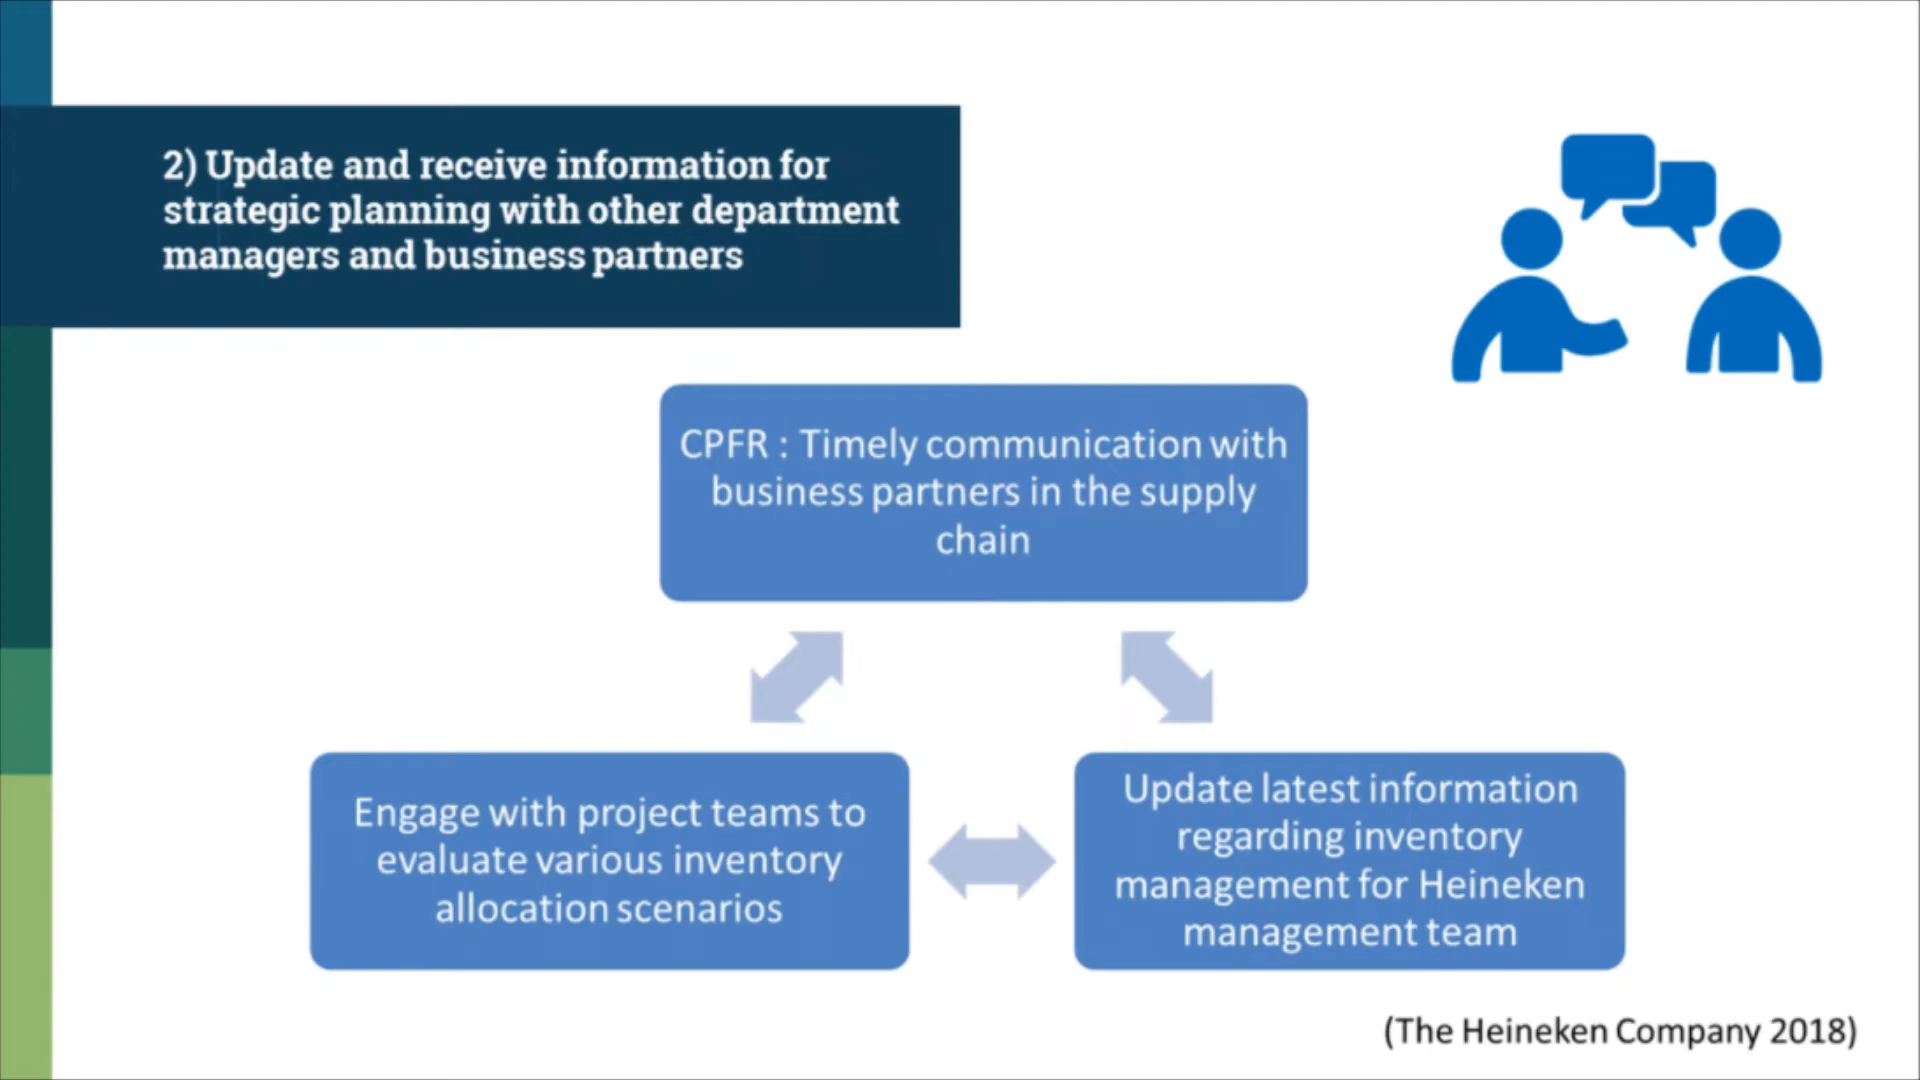 2) Update and receive information for
strategic planning with other department
managers and business partners
CPFR : Timely communication with
business partners in the supply
chain
Engage with project teams to
evaluate various inventory
allocation scenarios
Update latest information
regarding inventory
management for Heineken
management team
(The Heineken Company 2018)